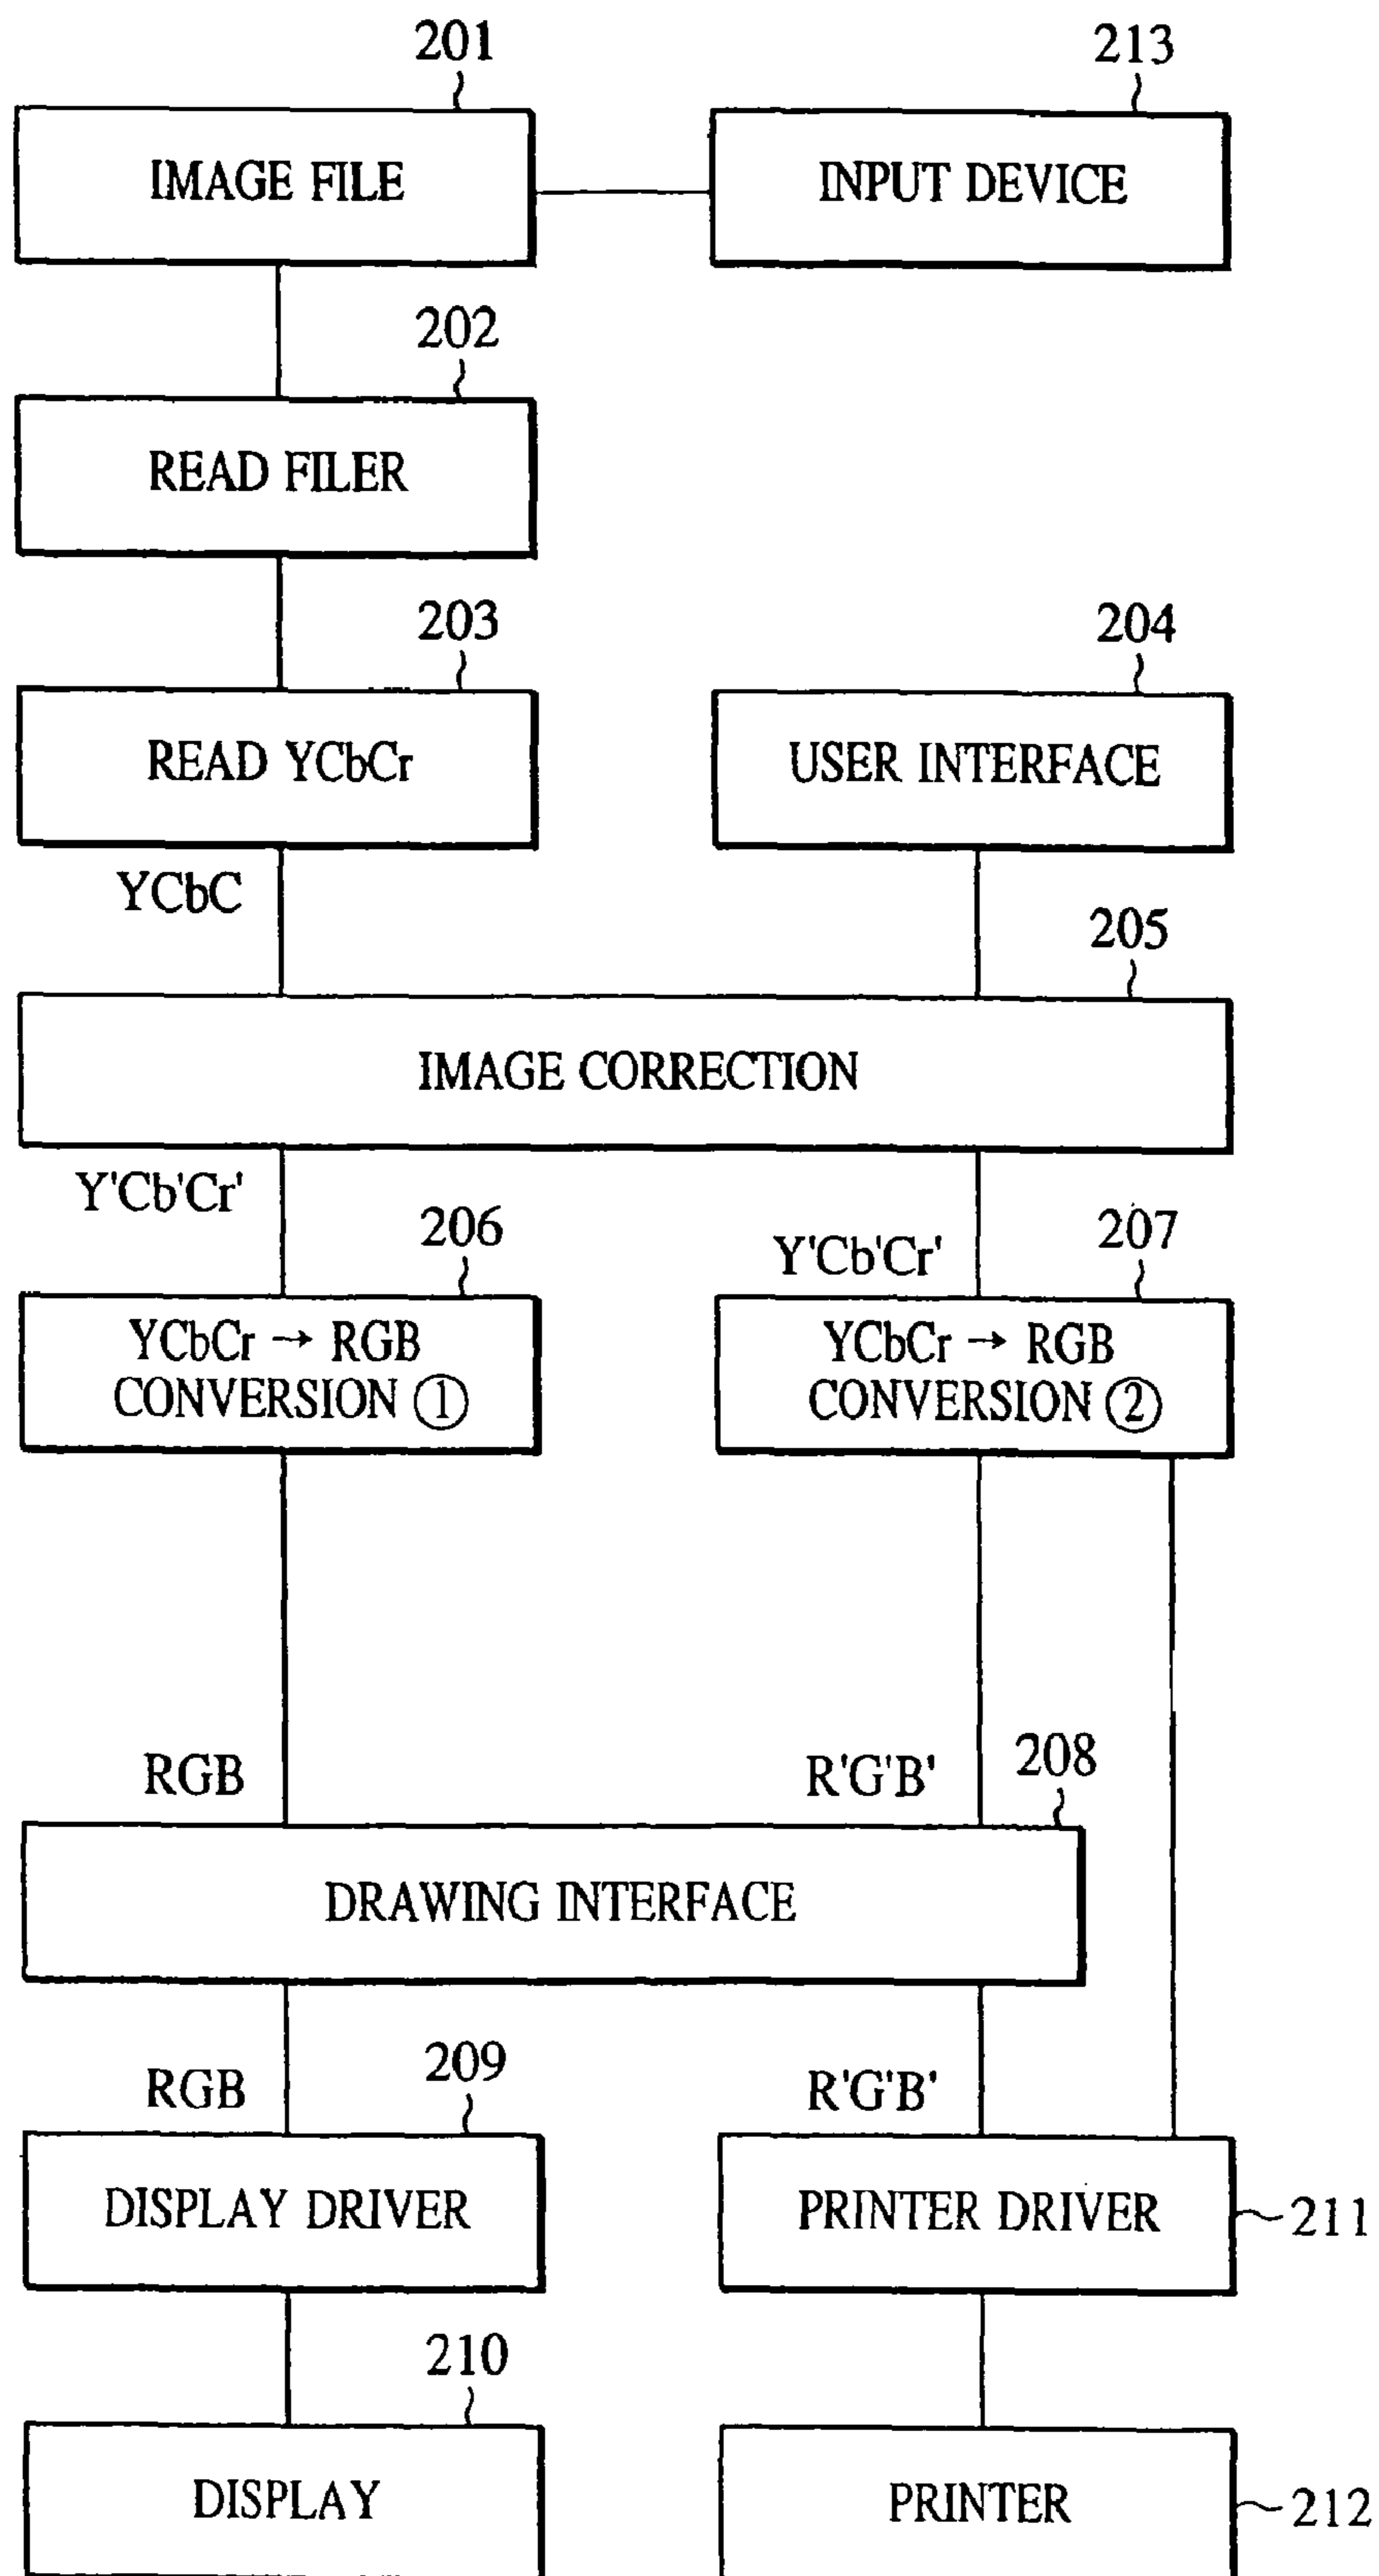 201
213
IMAGE FILE
INPUT DEVICE
202
READ FILER
203
204
READ YCbCr
USER INTERFACE
YCbC
205
IMAGE CORRECTION
Y'Cb'Cr'
206
207
Y'Cb'Cr'
YCbCr → RGB
CONVERSION ①
YCbCr → RGB
CONVERSION ②
208
RGB
R'G'B'
DRAWING INTERFACE
209
RGB
R'G'B'
DISPLAY DRIVER
PRINTER DRIVER
211
210
DISPLAY
PRINTER
212